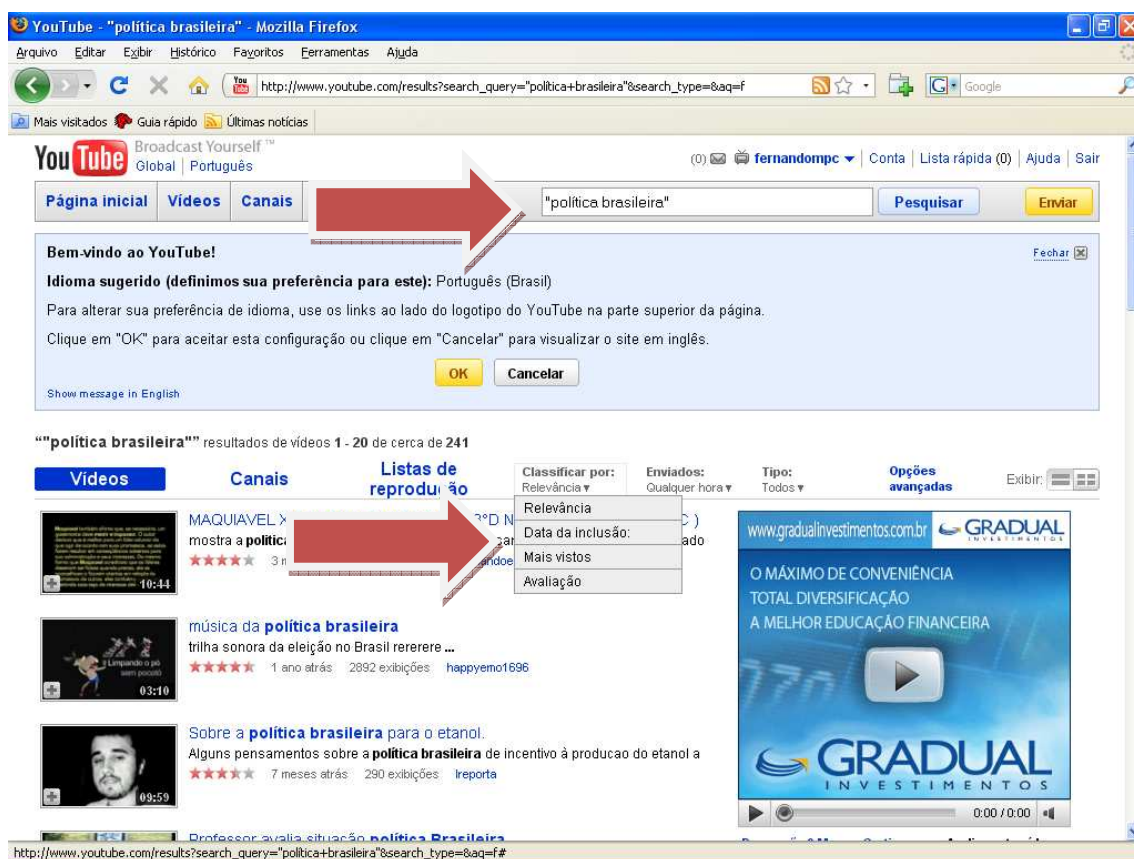 YouTube - "política brasileira" - Mozilla Firefox
Arquivo Editar Exibir Histórico Favoritos Ferramentas Ajuda
http://www.youtube.com/results?search_query="política+brasileira"&search_type=&aq=f
Google
Mais visitados Guia rápido Últimas notícias
YouTube Broadcast Yourself ™
Global | Português
(0) fernandompc Conta | Lista rápida (0) | Ajuda | Sair
Página inicial Vídeos Canais "política brasileira" Pesquisar Enviar
Bem-vindo ao YouTube! Fechar
Idioma sugerido (definimos sua preferência para este): Português (Brasil)
Para alterar sua preferência de idioma, use os links ao lado do logotipo do YouTube na parte superior da página.
Clique em "OK" para aceitar esta configuração ou clique em "Cancelar" para visualizar o site em inglês.
OK Cancelar
Show message in English
""política brasileira"" resultados de vídeos 1 - 20 de cerca de 241
Vídeos Canais Listas de reprodução Classificar por: Relevância Enviados: Qualquer hora Tipo: Todos Opções avançadas Exibir:
Relevância
Data da inclusão:
Mais vistos
Avaliação
MAQUIAVEL
mostra a
10:44
música da política brasileira
trilha sonora da eleição no Brasil rererere ...
1 ano atrás 2892 exibições happyemo1696
03:10
Limpando o pó
sem pocotó
Sobre a política brasileira para o etanol.
Alguns pensamentos sobre a política brasileira de incentivo à producao do etanol a
7 meses atrás 290 exibições lreporta
09:59
Professor avalia situação política Brasileira
www.gradualinvestimentos.com.br GRADUAL
INVESTIMENTOS
O MÁXIMO DE CONVENIÊNCIA
TOTAL DIVERSIFICAÇÃO
A MELHOR EDUCAÇÃO FINANCEIRA
GRADUAL
INVESTIMENTOS
0:00 / 0:00
http://www.youtube.com/results?search_query="política+brasileira"&search_type=&aq=f#